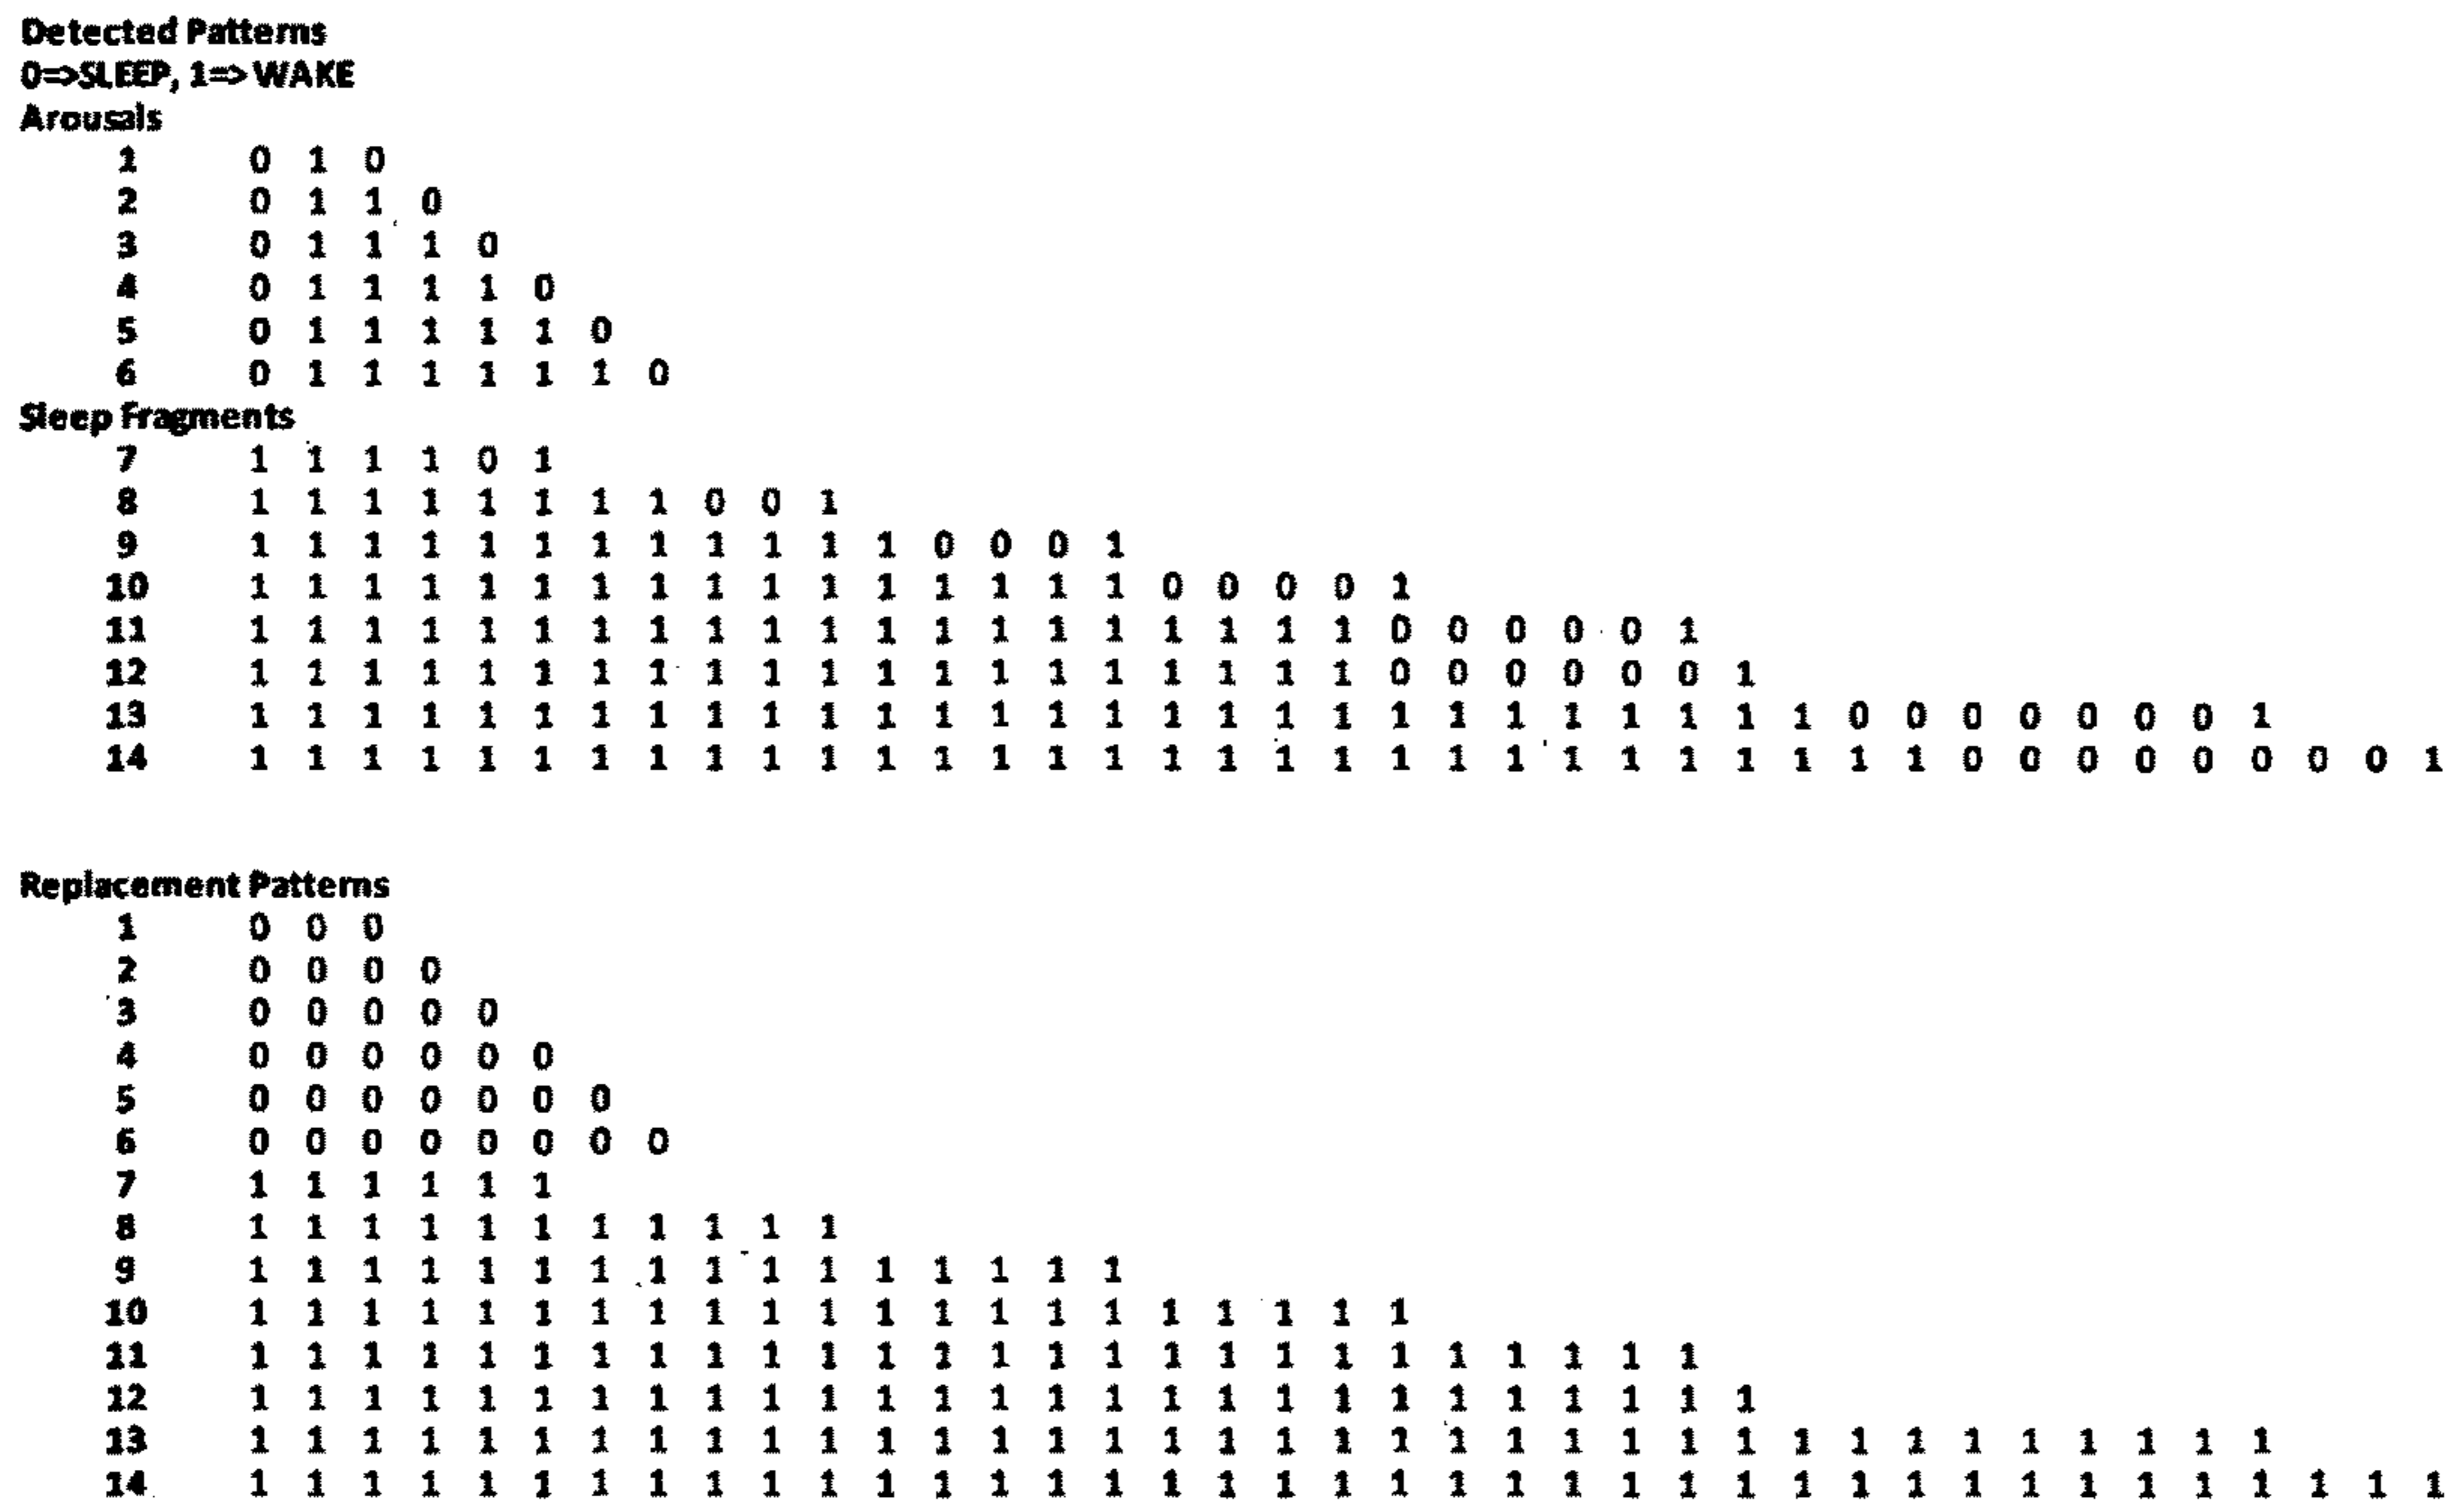 Detected Patterns
0=>SLEEP, 1=> WAKE
Arousals
1 0 1 0
2 0 1 1 0
3 0 1 1 1 0
4 0 1 1 1 1 0
5 0 1 1 1 1 1 0
6 0 1 1 1 1 1 1 0
Sleep Fragments
7 1 1 1 1 0 1
8 1 1 1 1 1 1 1 1 0 0 1
9 1 1 1 1 1 1 1 1 1 1 1 1 0 0 0 1
10 1 1 1 1 1 1 1 1 1 1 1 1 1 1 1 1 0 0 0 0 1
11 1 1 1 1 1 1 1 1 1 1 1 1 1 1 1 1 1 1 1 1 0 0 0 0 0 1
12 1 1 1 1 1 1 1 1 1 1 1 1 1 1 1 1 1 1 1 1 0 0 0 0 0 0 1
13 1 1 1 1 1 1 1 1 1 1 1 1 1 1 1 1 1 1 1 1 1 1 1 1 1 1 1 1 0 0 0 0 0 0 0 1
14 1 1 1 1 1 1 1 1 1 1 1 1 1 1 1 1 1 1 1 1 1 1 1 1 1 1 1 1 1 1 0 0 0 0 0 0 0 0 1
Replacement Patterns
1 0 0 0
2 0 0 0 0
3 0 0 0 0 0
4 0 0 0 0 0 0
5 0 0 0 0 0 0 0
6 0 0 0 0 0 0 0 0
7 1 1 1 1 1 1
8 1 1 1 1 1 1 1 1 1 1 1
9 1 1 1 1 1 1 1 1 1 1 1 1 1 1 1 1
10 1 1 1 1 1 1 1 1 1 1 1 1 1 1 1 1 1 1 1 1 1
11 1 1 1 1 1 1 1 1 1 1 1 1 1 1 1 1 1 1 1 1 1 1 1 1 1 1
12 1 1 1 1 1 1 1 1 1 1 1 1 1 1 1 1 1 1 1 1 1 1 1 1 1 1 1
13 1 1 1 1 1 1 1 1 1 1 1 1 1 1 1 1 1 1 1 1 1 1 1 1 1 1 1 1 1 1 1 1 1 1 1 1
14 1 1 1 1 1 1 1 1 1 1 1 1 1 1 1 1 1 1 1 1 1 1 1 1 1 1 1 1 1 1 1 1 1 1 1 1 1 1 1